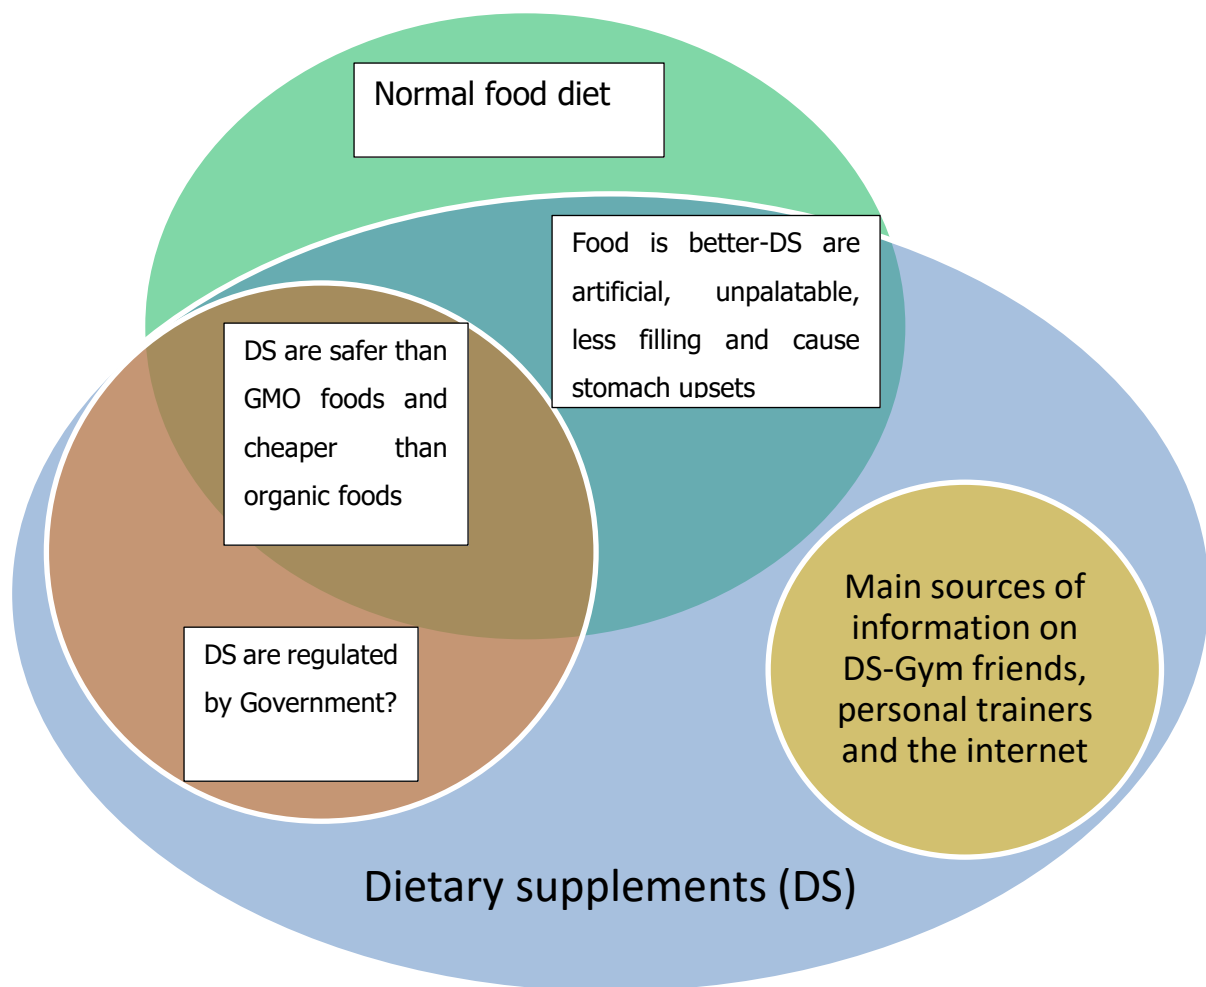 Normal food diet
Food is better-DS are
artificial, unpalatable,
less filling and cause
stomach upsets
DS are safer than
GMO foods and
cheaper than
organic foods
DS are regulated
by Government?
Main sources of
information on
DS-Gym friends,
personal trainers
and the internet
Dietary supplements (DS)